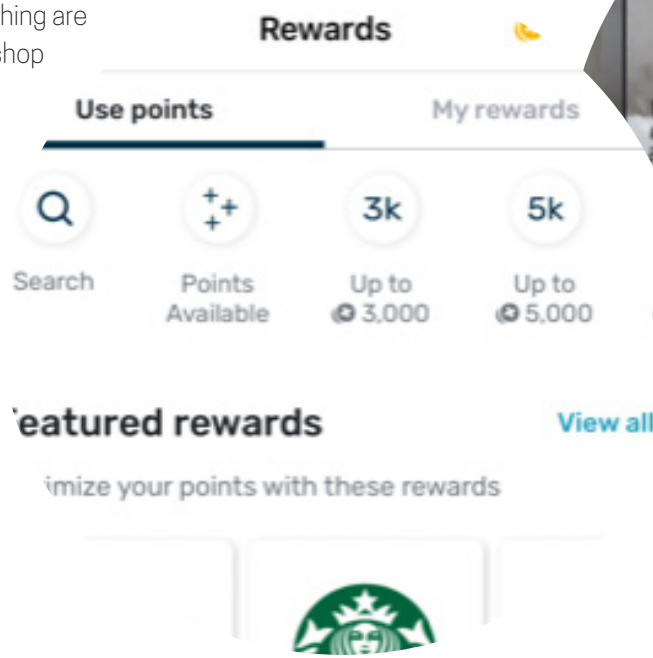 hing are
hop
Rewards
Use points
My rewards
Search
Points
Available
Up to
3,000
3k
Up to
5,000
5k
eatured rewards
View all
imize your points with these rewards